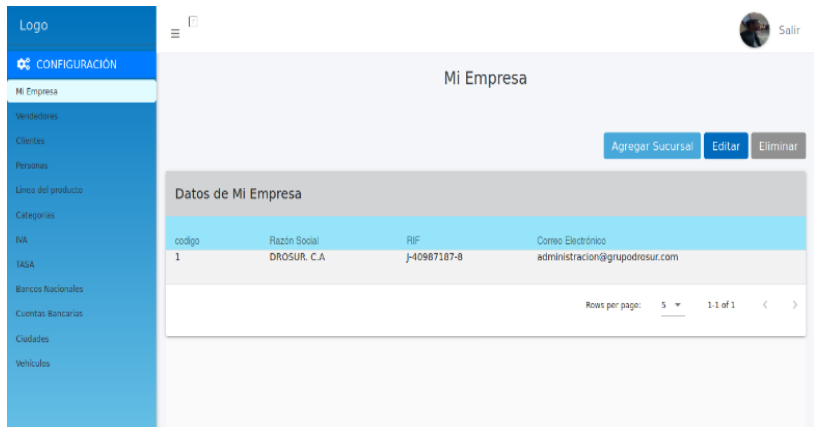 Logo
Salir
CONFIGURACIÓN
Mi Empresa
Vendedores
Clientes
Personas
Linea del producto
Categorias
IVA
TASA
Bancos Nacionales
Cuentas Bancarias
Ciudades
Vehículos
Mi Empresa
Agregar Sucursal Editar Eliminar
Datos de Mi Empresa
codigo Razón Social RIF Correo Electrónico
1 DROSUR. C.A J-40987187-8 administracion@grupodrosur.com
Rows per page: 5 1-1 of 1